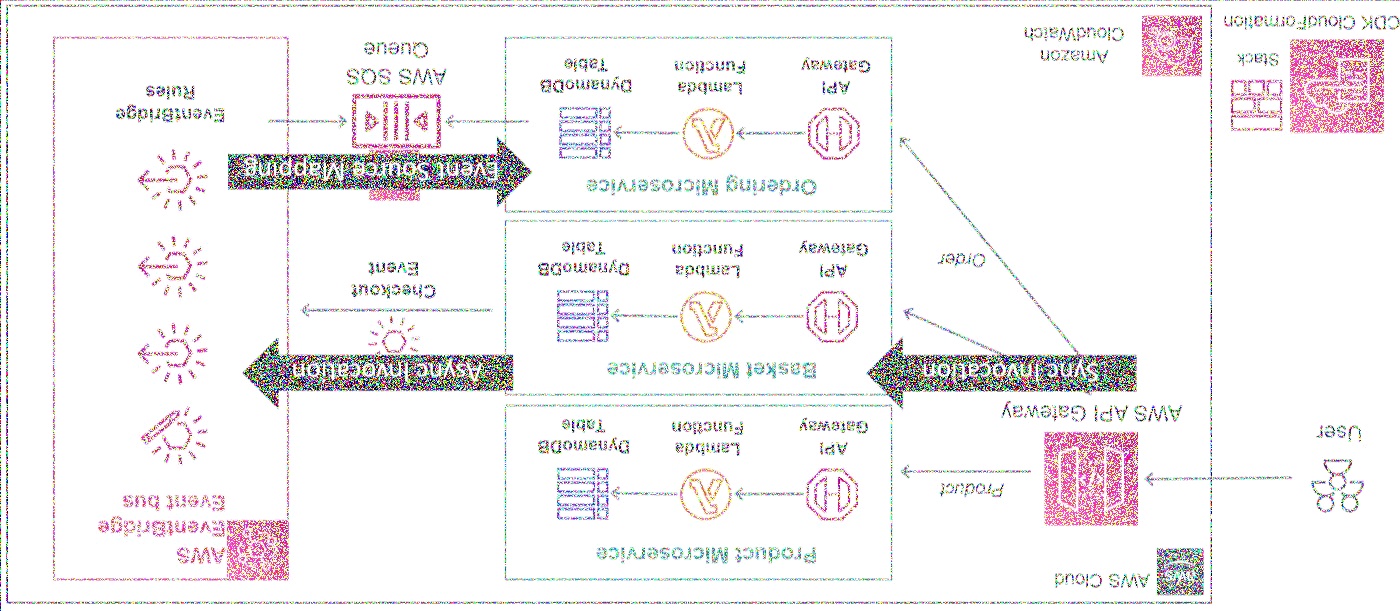 AWS Cloud
User
AWS API Gateway
Product
Order
Sync Invocation
Product Microservice
API
Gateway
Lambda
Function
DynamoDB
Table
Basket Microservice
API
Gateway
Lambda
Function
DynamoDB
Table
Ordering Microservice
API
Gateway
Lambda
Function
DynamoDB
Table
Async Invocation
Checkout
Event
Event Source Mapping
AWS SQS
Queue
AWS
EventBridge
Event bus
EventBridge
Rules
Amazon
CloudWatch
Stack
CDK CloudFormation
aws